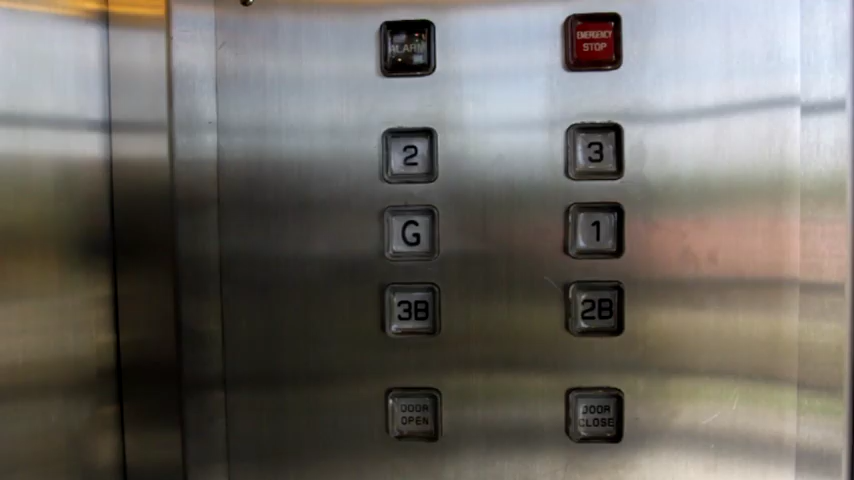 ALARM
EMERGENCY
STOP
2
3
G
1
3B
2B
DOOR
OPEN
DOOR
CLOSE